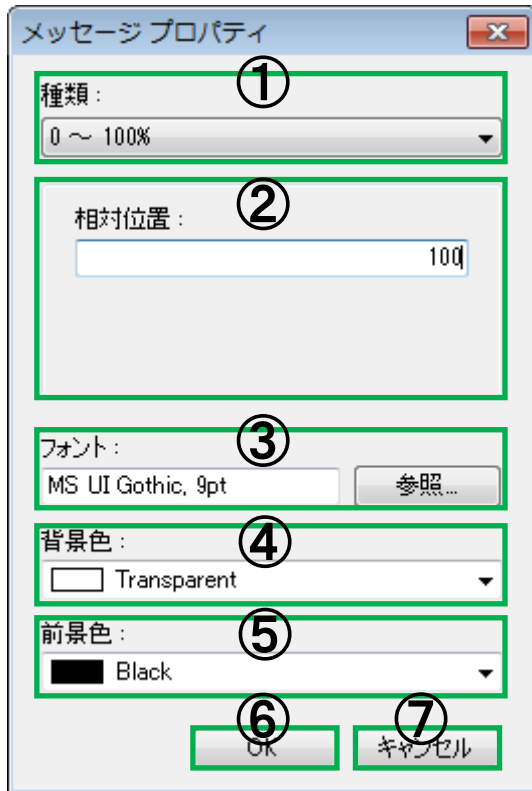 メッセージ プロパティ
①
種類：
0 ～ 100%
②
相対位置：
100
③
フォント：
MS UI Gothic, 9pt
参照...
④
背景色：
Transparent
⑤
前景色：
Black
⑥ ⑦
OK キャンセル